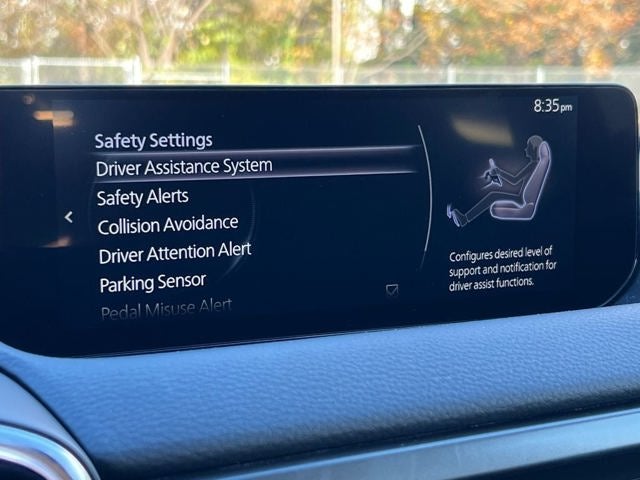 8:35pm
Safety Settings
Driver Assistance System
Safety Alerts
Collision Avoidance
Driver Attention Alert
Parking Sensor
Pedal Misuse Alert
Configures desired level of
support and notification for
driver assist functions.